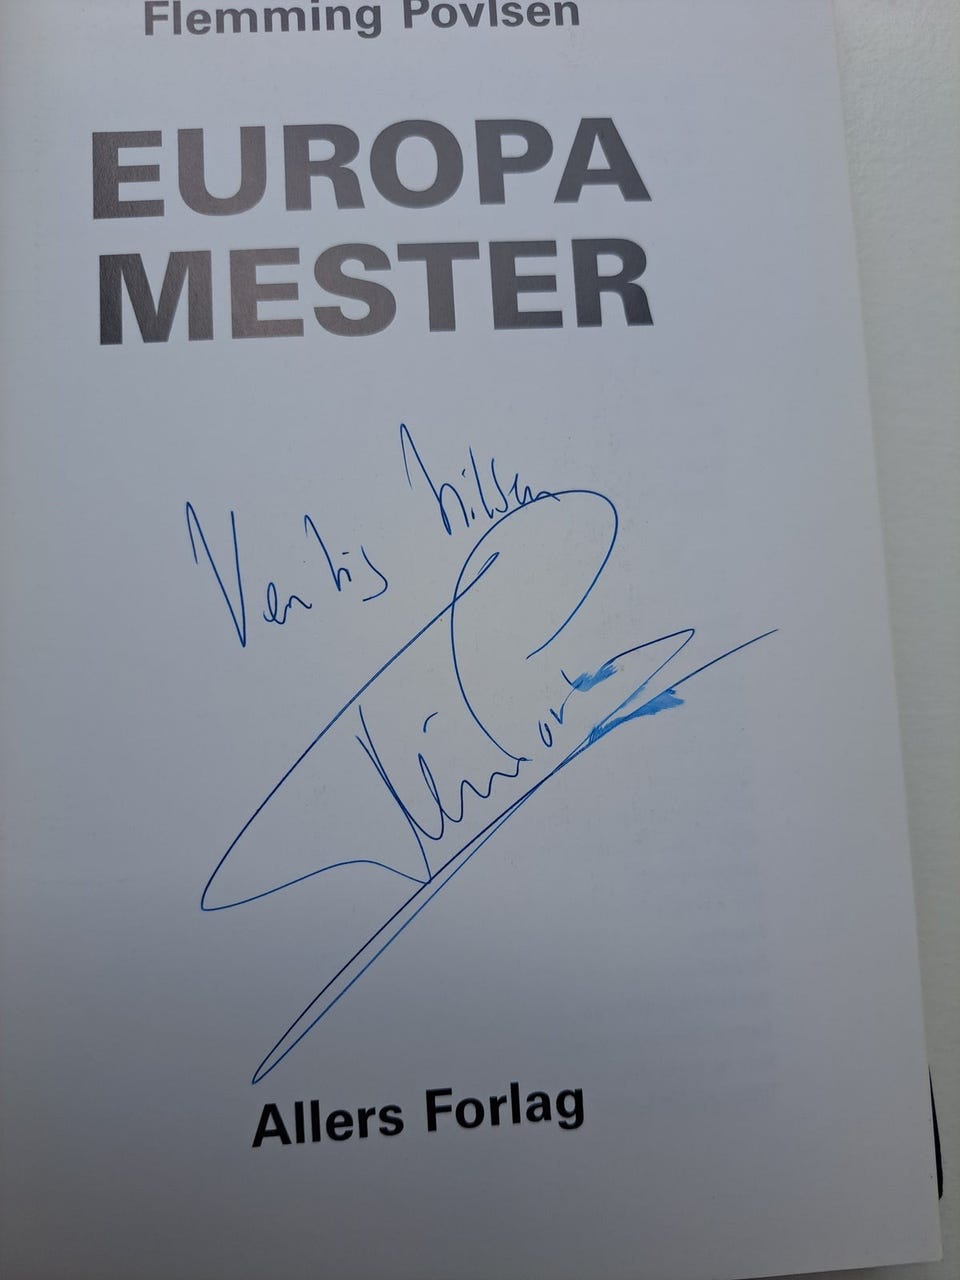 Flemming Povlsen
EUROPA
MESTER
Venlig hilsen
Allers Forlag